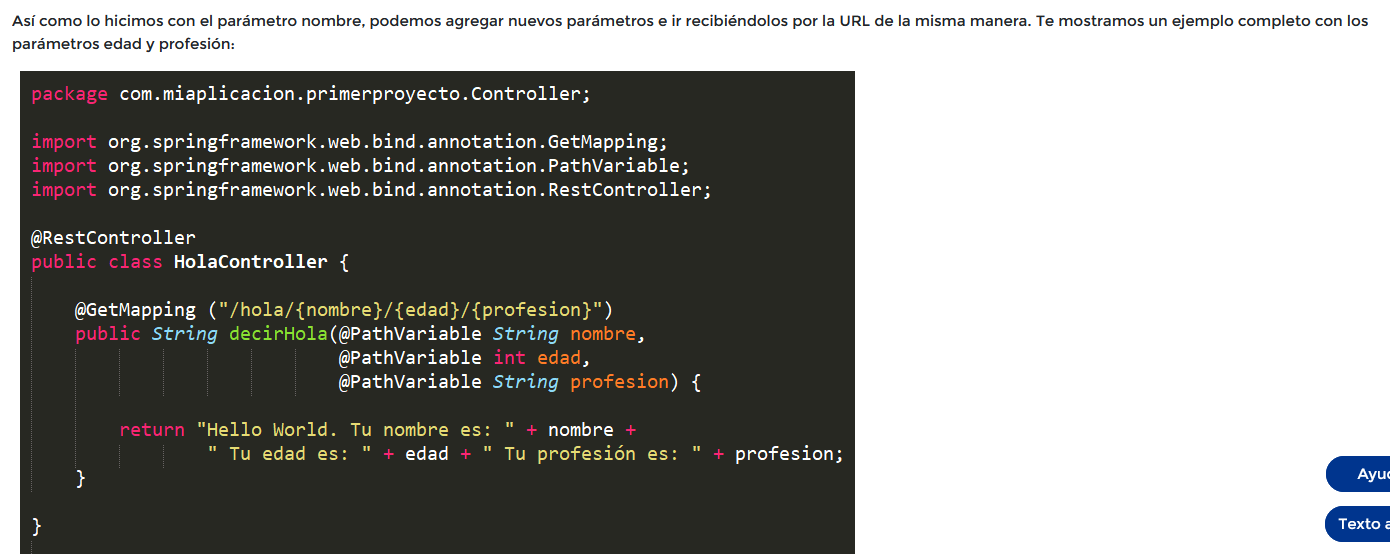 Así como lo hicimos con el parámetro nombre, podemos agregar nuevos parámetros e ir recibiéndolos por la URL de la misma manera. Te mostramos un ejemplo completo con los
parámetros edad y profesión:
package com.miaplicacion.primerproyecto.Controller;
import org.springframework.web.bind.annotation.GetMapping;
import org.springframework.web.bind.annotation.PathVariable;
import org.springframework.web.bind.annotation.RestController;
@RestController
public class HolaController {
@GetMapping ("/hola/{nombre}/{edad}/{profesion}")
public String decirHola(@PathVariable String nombre,
@PathVariable int edad,
@PathVariable String profesion) {
return "Hello World. Tu nombre es: " + nombre +
" Tu edad es: " + edad + " Tu profesión es: " + profesion;
}
}
Texto